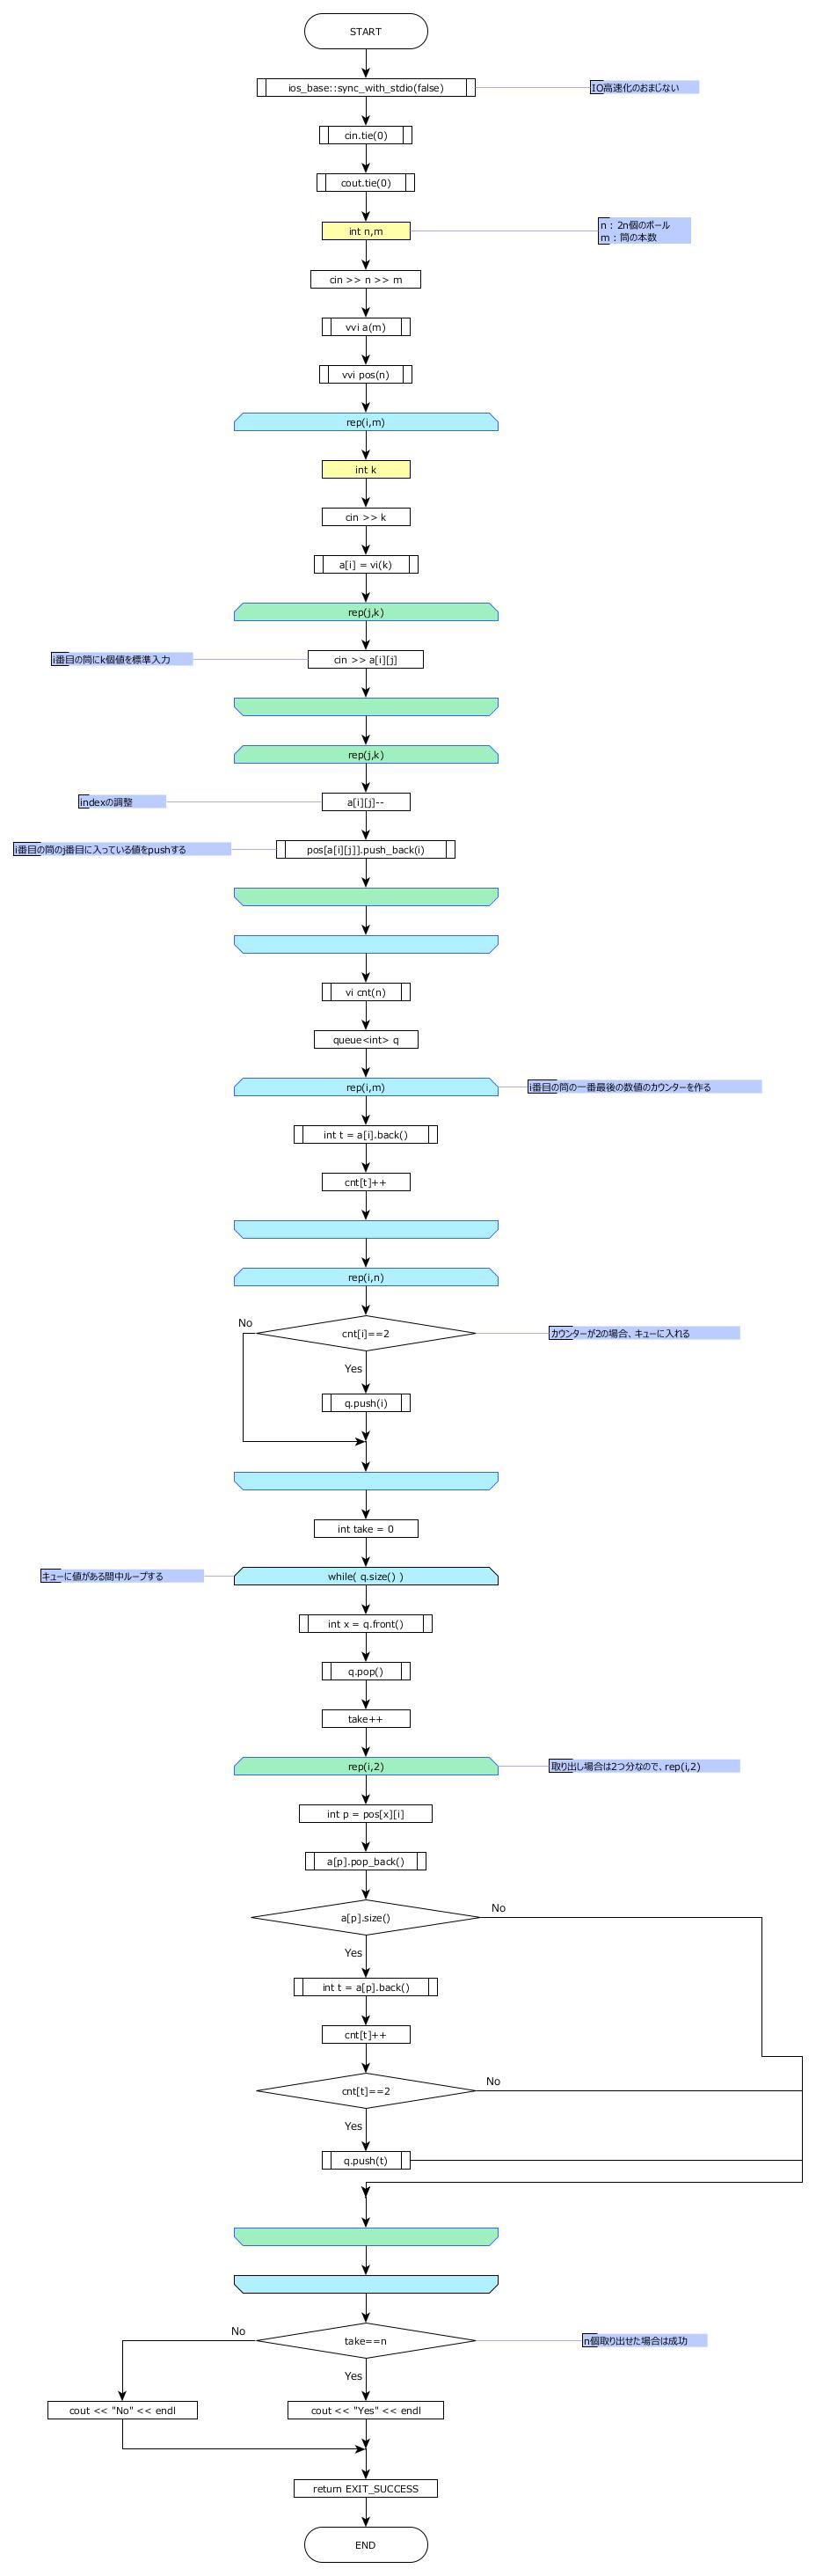 START
ios_base::sync_with_stdio(false)
IO高速化のおまじない
cin.tie(0)
cout.tie(0)
int n,m
n : 2n個のボール
m : 筒の本数
cin >> n >> m
vvi a(m)
vvi pos(n)
rep(i,m)
int k
cin >> k
a[i] = vi(k)
rep(j,k)
i番目の筒にk個値を標準入力
cin >> a[i][j]
rep(j,k)
indexの調整
a[i][j]--
i番目の筒のj番目に入っている値をpushする
pos[a[i][j]].push_back(i)
vi cnt(n)
queue<int> q
rep(i,m)
i番目の筒の一番最後の数値のカウンターを作る
int t = a[i].back()
cnt[t]++
rep(i,n)
No
cnt[i]==2
カウンターが2の場合、キューに入れる
Yes
q.push(i)
int take = 0
キューに値がある間中ループする
while( q.size() )
int x = q.front()
q.pop()
take++
rep(i,2)
取り出し場合は2つ分なので、rep(i,2)
int p = pos[x][i]
a[p].pop_back()
a[p].size()
No
Yes
int t = a[p].back()
cnt[t]++
cnt[t]==2
No
Yes
q.push(t)
No
take==n
n個取り出せた場合は成功
Yes
cout << "No" << endl
cout << "Yes" << endl
return EXIT_SUCCESS
END